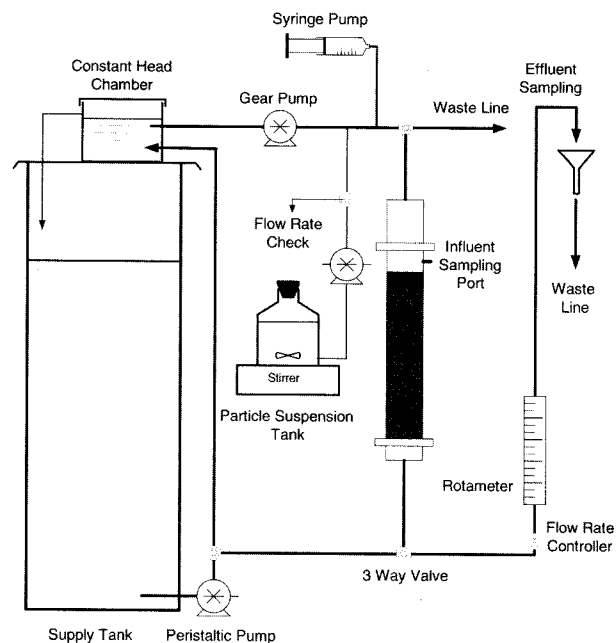 Syringe Pump
Constant Head
Chamber
Effluent
Sampling
Gear Pump
Waste Line
Flow Rate
Check
Influent
Sampling
Port
Waste
Line
Stirrer
Particle Suspension
Tank
Rotameter
Flow Rate
Controller
3 Way Valve
Supply Tank
Peristaltic Pump